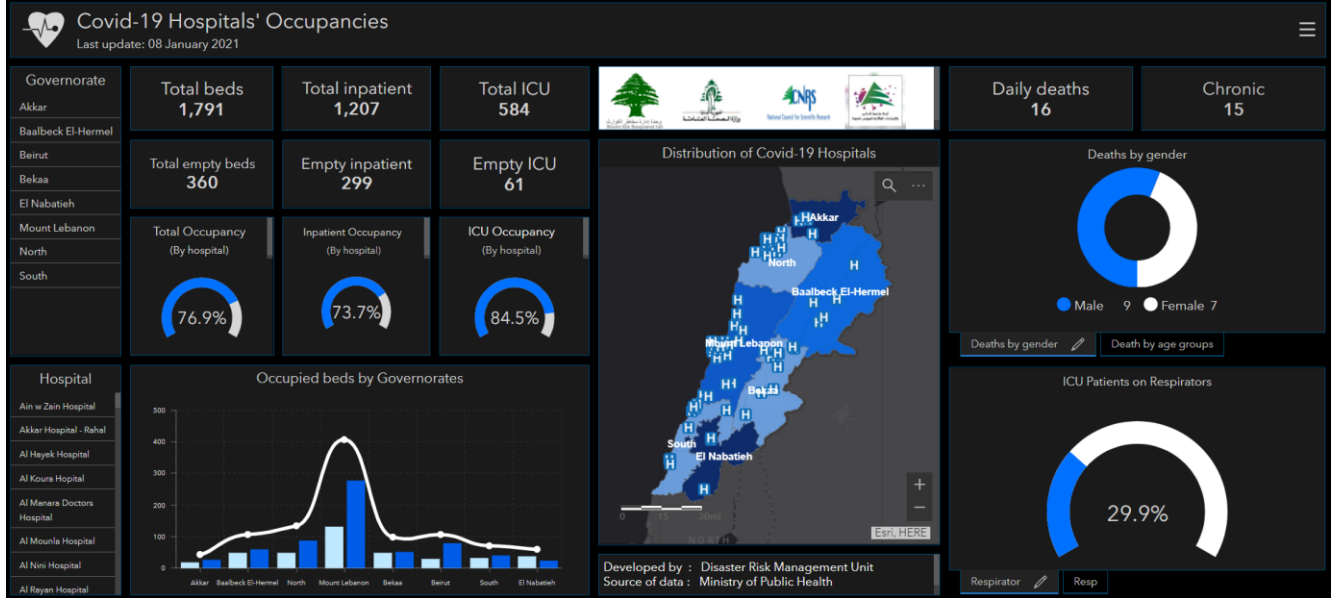 Covid-19 Hospitals' Occupancies
Last update: 08 January 2021
Governorate
Akkar
Baalbeck El-Hermel
Beirut
Bekaa
El Nabatieh
Mount Lebanon
North
South
Total beds
1,791
Total inpatient
1,207
Total ICU
584
Total empty beds
360
Empty inpatient
299
Empty ICU
61
Total Occupancy
(By hospital)
76.9%
Inpatient Occupancy
(By hospital)
73.7%
ICU Occupancy
(By hospital)
84.5%
Hospital
Ain w Zain Hospital
Akkar Hospital - Rahal
Al Hayek Hospital
Al Koura Hopital
Al Manara Doctors
Hospital
Al Mounla Hospital
Al Nini Hospital
Al Rayan Hospital
Occupied beds by Governorates
500
400
300
200
100
0
Akkar Baalbeck El-Hermel North Mount Lebanon Bekaa Beirut South El Nabatieh
CNRS
National Council for Scientific Research
Distribution of Covid-19 Hospitals
Akkar
North
Baalbeck El-Hermel
Mount Lebanon
Bekaa
South
El Nabatieh
0 15 30mi
NORTH
Esri, HERE
Developed by : Disaster Risk Management Unit
Source of data : Ministry of Public Health
Daily deaths
16
Chronic
15
Deaths by gender
Male 9 Female 7
Deaths by gender Death by age groups
ICU Patients on Respirators
29.9%
Respirator Resp